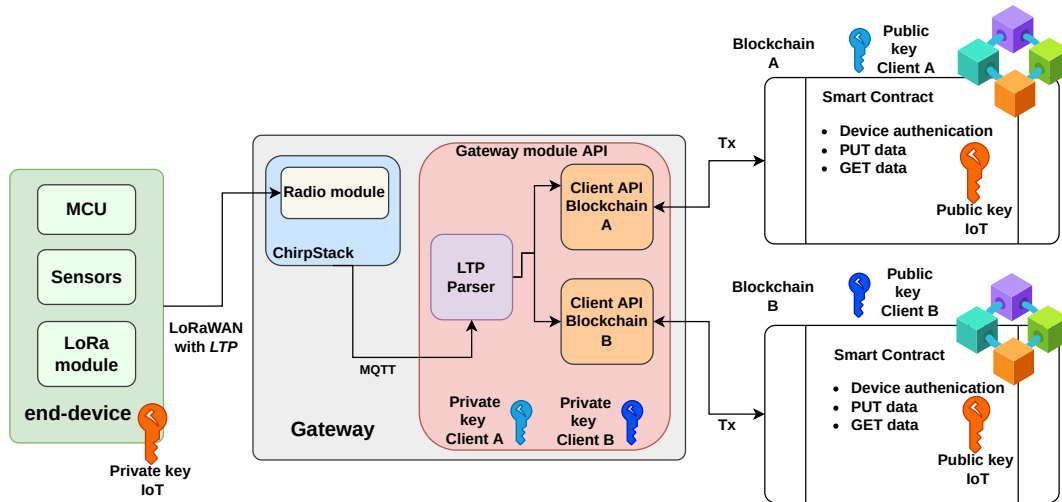 MCU
Sensors
LoRa
module
end-device
Private key
IoT
LoRaWAN
with LTP
Radio module
ChirpStack
MQTT
Gateway
Gateway module API
LTP
Parser
Client API
Blockchain
A
Client API
Blockchain
B
Private
key
Client A
Private
key
Client B
Tx
Tx
Blockchain
A
Public
key
Client A
Smart Contract
• Device authenication
• PUT data
• GET data
Public key
IoT
Blockchain
B
Public
key
Client B
Smart Contract
• Device authenication
• PUT data
• GET data
Public key
IoT